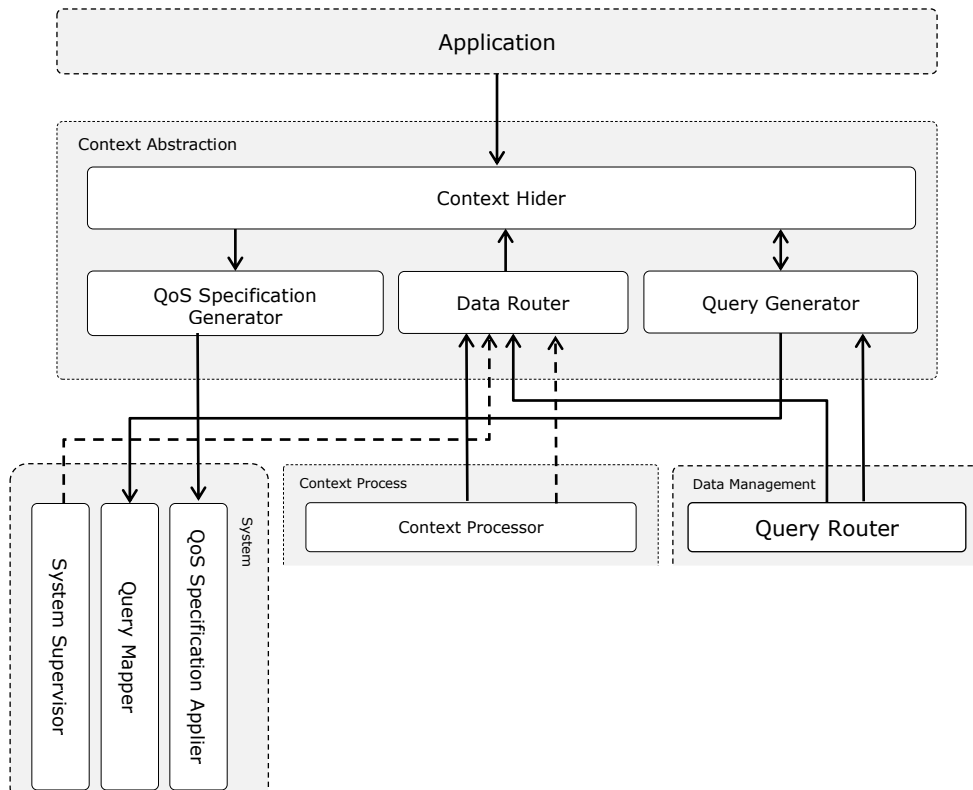 Application
Context Abstraction
Context Hider
QoS Specification
Generator
Data Router
Query Generator
System
System Supervisor
Query Mapper
QoS Specification Applier
Context Process
Context Processor
Data Management
Query Router